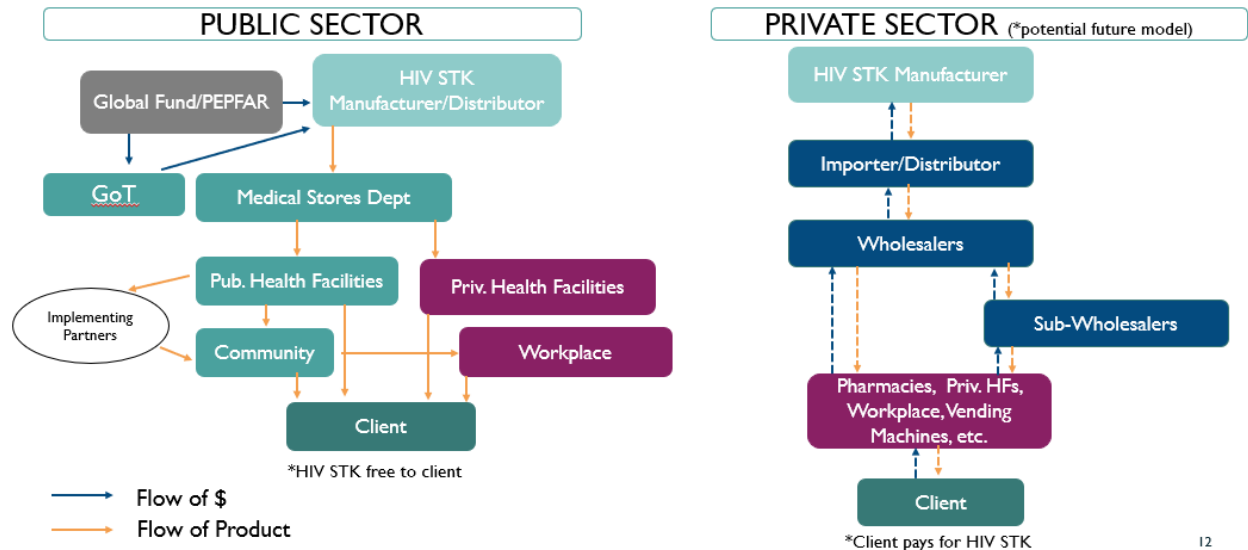 PUBLIC SECTOR
Global Fund/PEPFAR
HIV STK
Manufacturer/Distributor
GoT
Medical Stores Dept
Pub. Health Facilities
Priv. Health Facilities
Implementing
Partners
Community
Workplace
Client
*HIV STK free to client
Flow of $
Flow of Product
PRIVATE SECTOR (*potential future model)
HIV STK Manufacturer
Importer/Distributor
Wholesalers
Sub-Wholesalers
Pharmacies, Priv. HFs,
Workplace, Vending
Machines, etc.
Client
*Client pays for HIV STK
12